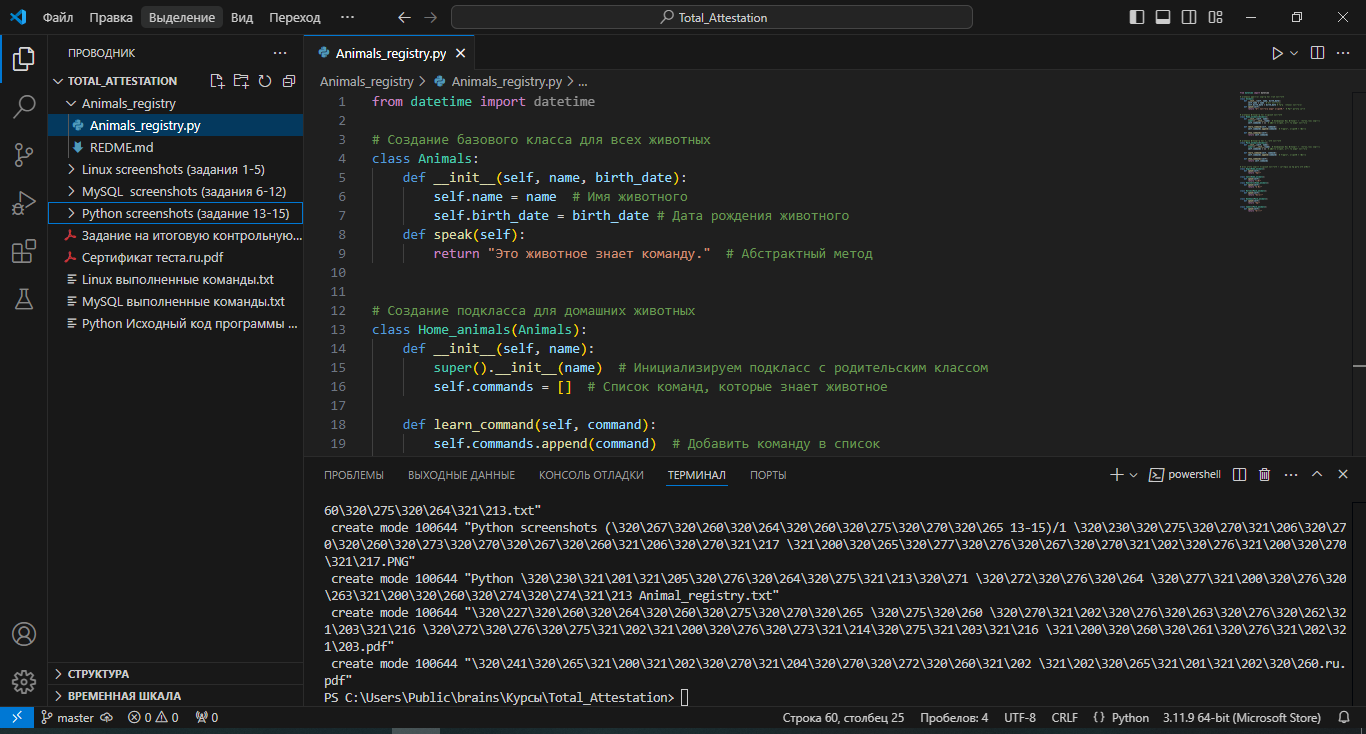 Файл Правка Выделение Вид Переход ··· Total_Attestation
ПРОВОДНИК ···
TOTAL_ATTESTATION
Animals_registry
Animals_registry.py
REDME.md
Linux screenshots (задания 1-5)
MySQL  screenshots (задания 6-12)
Python screenshots (задание 13-15)
Задание на итоговую контрольную...
Сертификат теста.ru.pdf
Linux выполненные команды.txt
MySQL выполненные команды.txt
Python Исходный код программы ...
СТРУКТУРА
ВРЕМЕННАЯ ШКАЛА
Animals_registry.py
Animals_registry > Animals_registry.py > ...
1 from datetime import datetime
2
3 # Создание базового класса для всех животных
4 class Animals:
5     def __init__(self, name, birth_date):
6         self.name = name  # Имя животного
7         self.birth_date = birth_date # Дата рождения животного
8     def speak(self):
9         return "Это животное знает команду."  # Абстрактный метод
10
11
12 # Создание подкласса для домашних животных
13 class Home_animals(Animals):
14     def __init__(self, name):
15         super().__init__(name)  # Инициализируем подкласс с родительским классом
16         self.commands = []  # Список команд, которые знает животное
17
18     def learn_command(self, command):
19         self.commands.append(command)  # Добавить команду в список
ПРОБЛЕМЫ ВЫХОДНЫЕ ДАННЫЕ КОНСОЛЬ ОТЛАДКИ ТЕРМИНАЛ ПОРТЫ powershell
60\320\275\320\264\321\213.txt"
 create mode 100644 "Python screenshots (\320\267\320\260\320\264\320\260\320\275\320\270\320\265 13-15)/1 \320\230\320\275\320\270\321\206\320\27
0\320\260\320\273\320\270\320\267\320\260\321\206\320\270\321\217 \321\200\320\265\320\277\320\276\320\267\320\270\321\202\320\276\321\200\320\270
\321\217.PNG"
 create mode 100644 "Python \320\230\321\201\321\205\320\276\320\264\320\275\321\213\320\271 \320\272\320\276\320\264 \320\277\321\200\320\276\320
\263\321\200\320\260\320\274\320\274\321\213 Animal_registry.txt"
 create mode 100644 "\320\227\320\260\320\264\320\260\320\275\320\270\320\265 \320\275\320\260 \320\270\321\202\320\276\320\263\320\276\320\262\32
1\203\321\216 \320\272\320\276\320\275\321\202\321\200\320\276\320\273\321\214\320\275\321\203\321\216 \321\200\320\260\320\261\320\276\321\202\32
1\203.pdf"
 create mode 100644 "\320\241\320\265\321\200\321\202\320\270\321\204\320\270\320\272\320\260\321\202 \321\202\320\265\321\201\321\202\320\260.ru.
pdf"
PS C:\Users\Public\brains\Курсы\Total_Attestation>
master 0 0 0 Строка 60, столбец 25 Пробелов: 4 UTF-8 CRLF {} Python 3.11.9 64-bit (Microsoft Store)